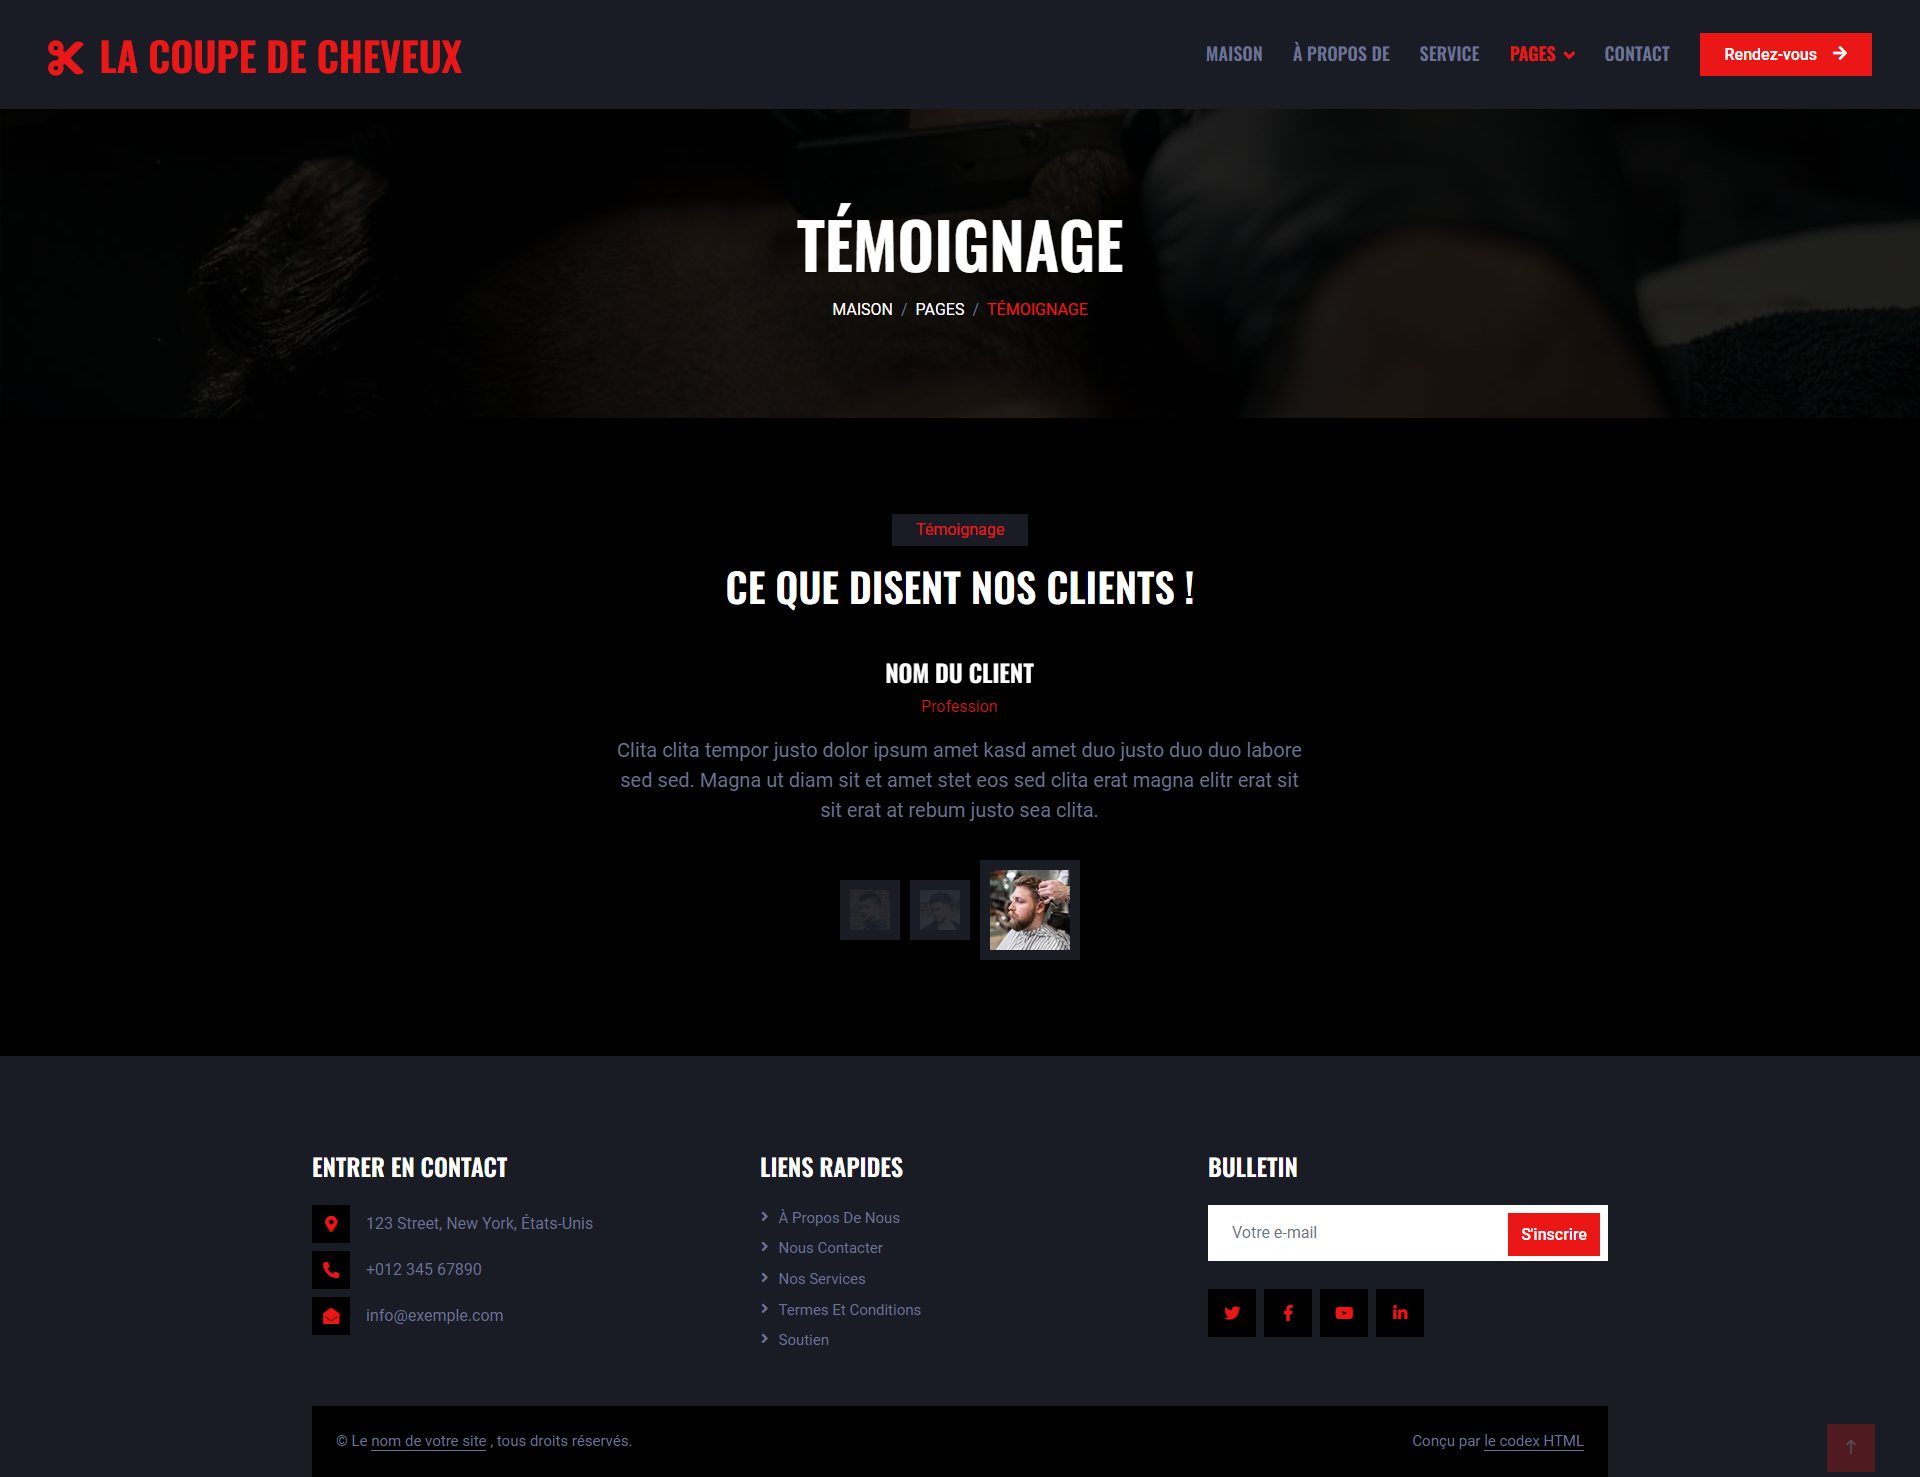 LA COUPE DE CHEVEUX
MAISON
À PROPOS DE
SERVICE
PAGES
CONTACT
Rendez-vous
TÉMOIGNAGE
MAISON / PAGES / TÉMOIGNAGE
Témoignage
CE QUE DISENT NOS CLIENTS !
NOM DU CLIENT
Profession
Clita clita tempor justo dolor ipsum amet kasd amet duo justo duo duo labore
sed sed. Magna ut diam sit et amet stet eos sed clita erat magna elitr erat sit
sit erat at rebum justo sea clita.
ENTRER EN CONTACT
123 Street, New York, États-Unis
+012 345 67890
info@exemple.com
LIENS RAPIDES
À Propos De Nous
Nous Contacter
Nos Services
Termes Et Conditions
Soutien
BULLETIN
Votre e-mail
S'inscrire
© Le nom de votre site , tous droits réservés.
Conçu par le codex HTML